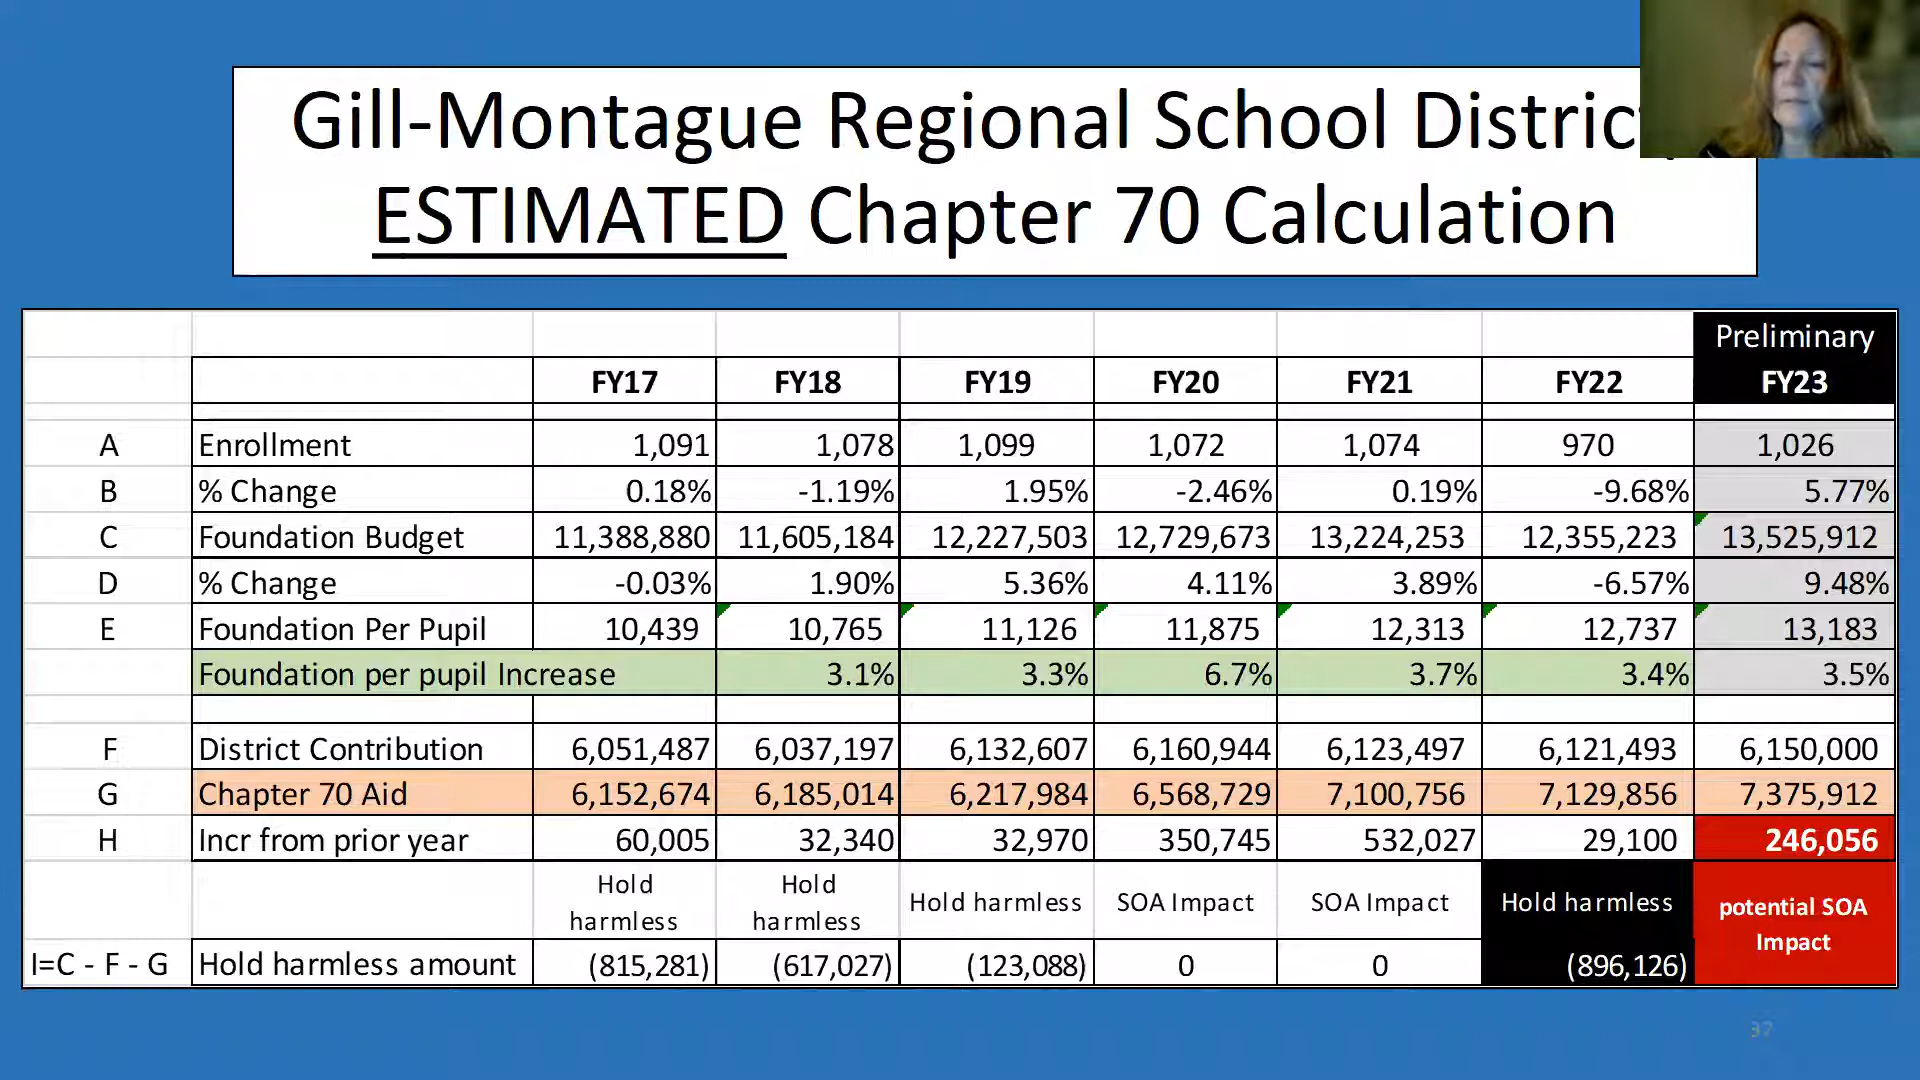 Gill-Montague Regional School District,
ESTIMATED Chapter 70 Calculation
Preliminary
FY17 FY18 FY19 FY20 FY21 FY22 FY23
A Enrollment 1,091 1,078 1,099 1,072 1,074 970 1,026
B % Change 0.18% -1.19% 1.95% -2.46% 0.19% -9.68% 5.77%
C Foundation Budget 11,388,880 11,605,184 12,227,503 12,729,673 13,224,253 12,355,223 13,525,912
D % Change -0.03% 1.90% 5.36% 4.11% 3.89% -6.57% 9.48%
E Foundation Per Pupil 10,439 10,765 11,126 11,875 12,313 12,737 13,183
Foundation per pupil Increase 3.1% 3.3% 6.7% 3.7% 3.4% 3.5%
F District Contribution 6,051,487 6,037,197 6,132,607 6,160,944 6,123,497 6,121,493 6,150,000
G Chapter 70 Aid 6,152,674 6,185,014 6,217,984 6,568,729 7,100,756 7,129,856 7,375,912
H Incr from prior year 60,005 32,340 32,970 350,745 532,027 29,100 246,056
Hold harmless Hold harmless Hold harmless SOA Impact SOA Impact Hold harmless potential SOA Impact
I=C - F - G Hold harmless amount (815,281) (617,027) (123,088) 0 0 (896,126)
37